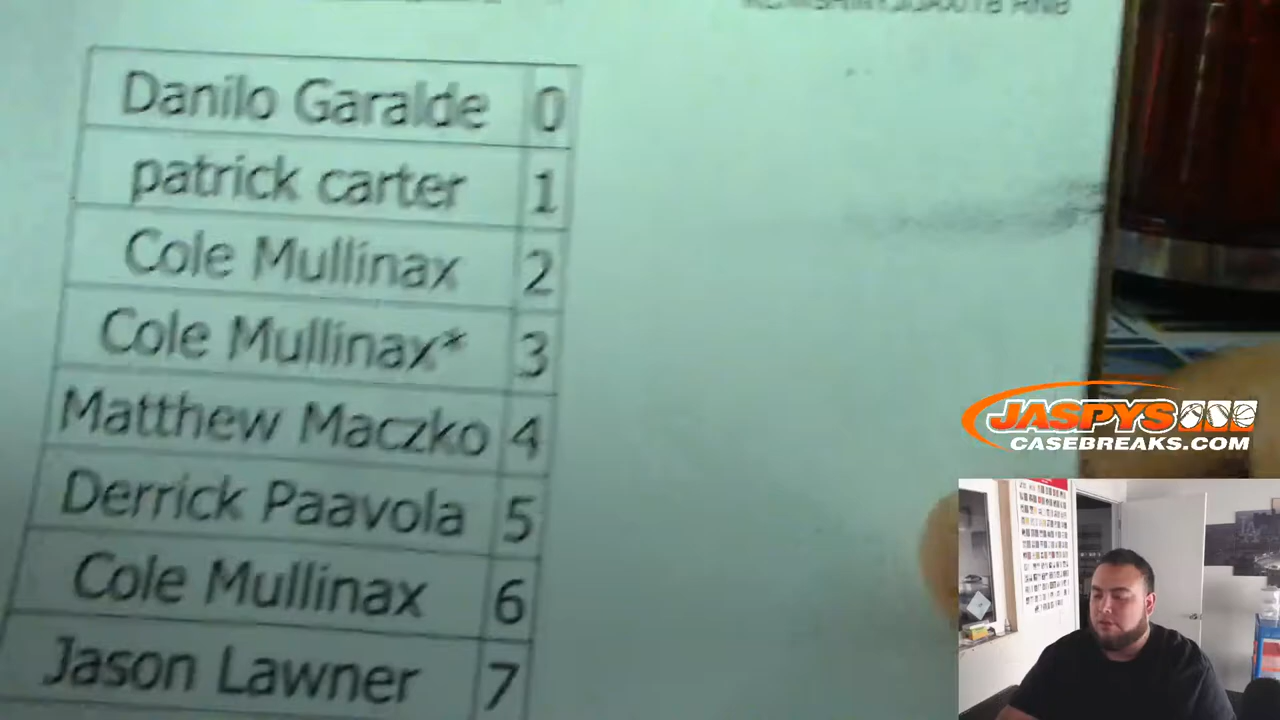 Danilo Garalde 0
patrick carter 1
Cole Mullinax 2
Cole Mullinax* 3
Matthew Maczko 4
Derrick Paavola 5
Cole Mullinax 6
Jason Lawner 7
JASPYS
CASEBREAKS.COM